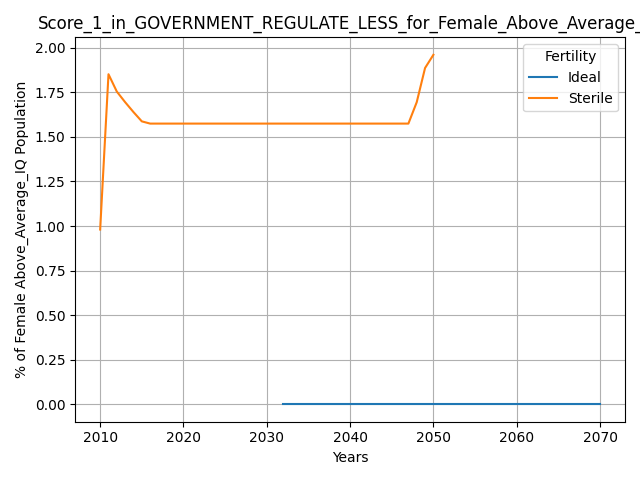 Score_1_in_GOVERNMENT_REGULATE_LESS_for_Female_Above_Average_
% of Female Above_Average_IQ Population
2.00
1.75
1.50
1.25
1.00
0.75
0.50
0.25
0.00
Fertility
Ideal
Sterile
2010 2020 2030 2040 2050 2060 2070
Years